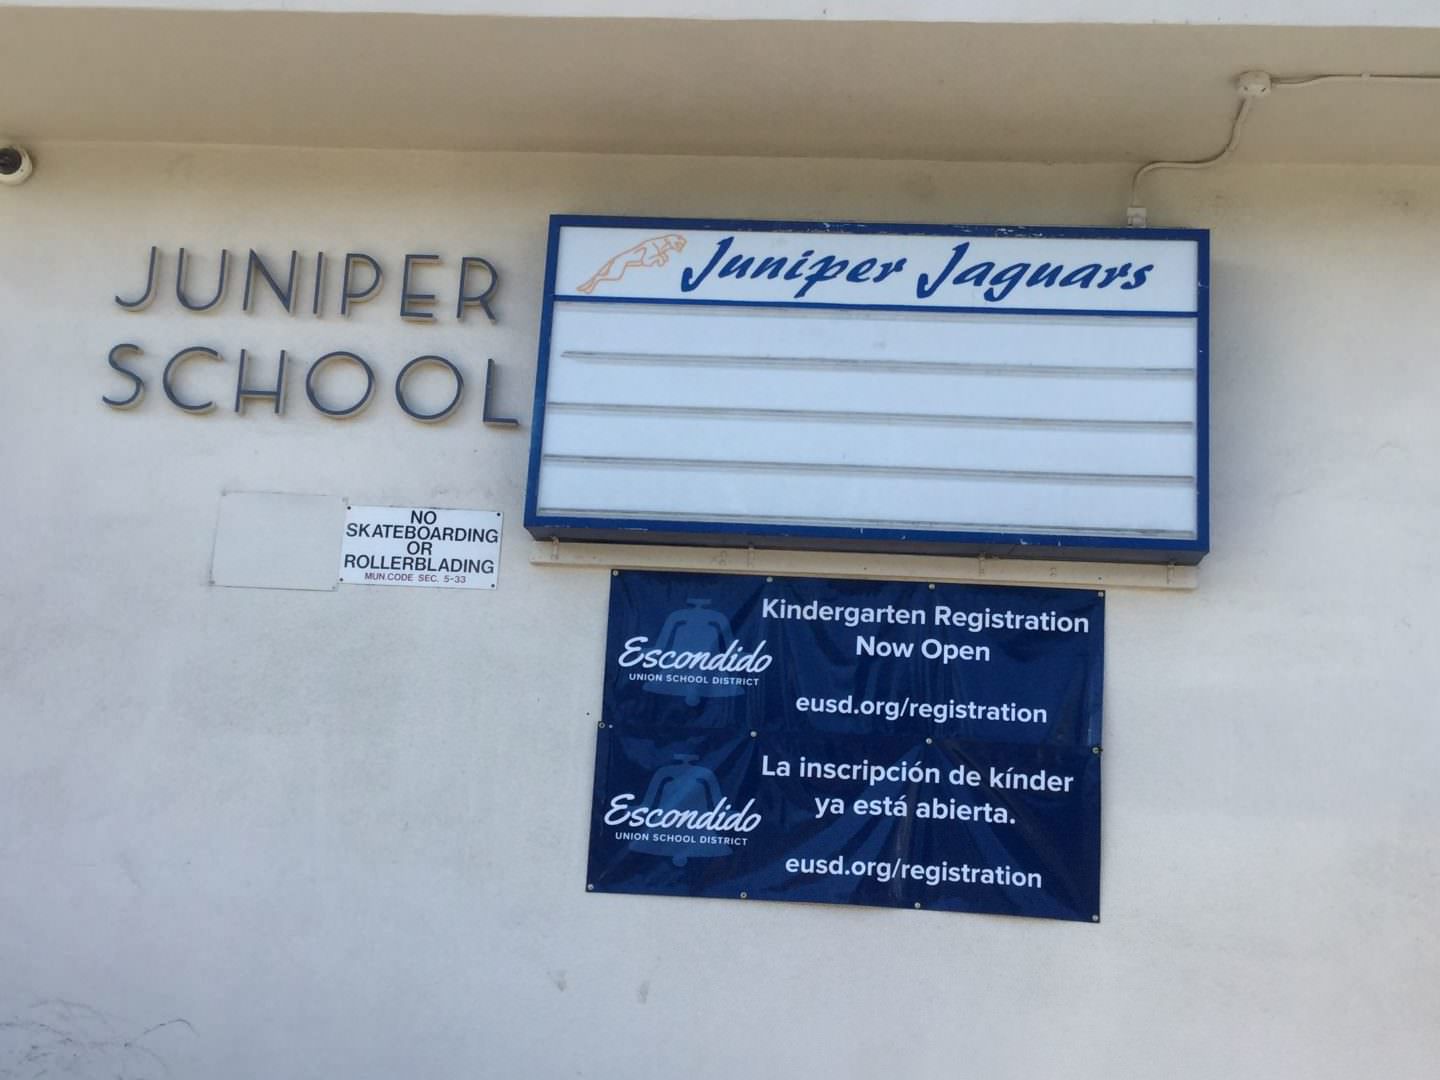 JUNIPER
SCHOOL
Juniper Jaguars
NO
SKATEBOARDING
OR
ROLLERBLADING
MUN.CODE SEC. 5-33
Escondido
UNION SCHOOL DISTRICT
Kindergarten Registration
Now Open
eusd.org/registration
Escondido
UNION SCHOOL DISTRICT
La inscripción de kínder
ya está abierta.
eusd.org/registration